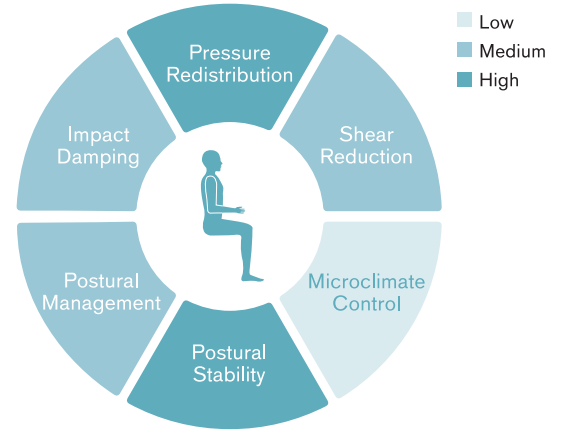 Pressure
Redistribution
Shear
Reduction
Microclimate
Control
Postural
Stability
Postural
Management
Impact
Damping
Low
Medium
High